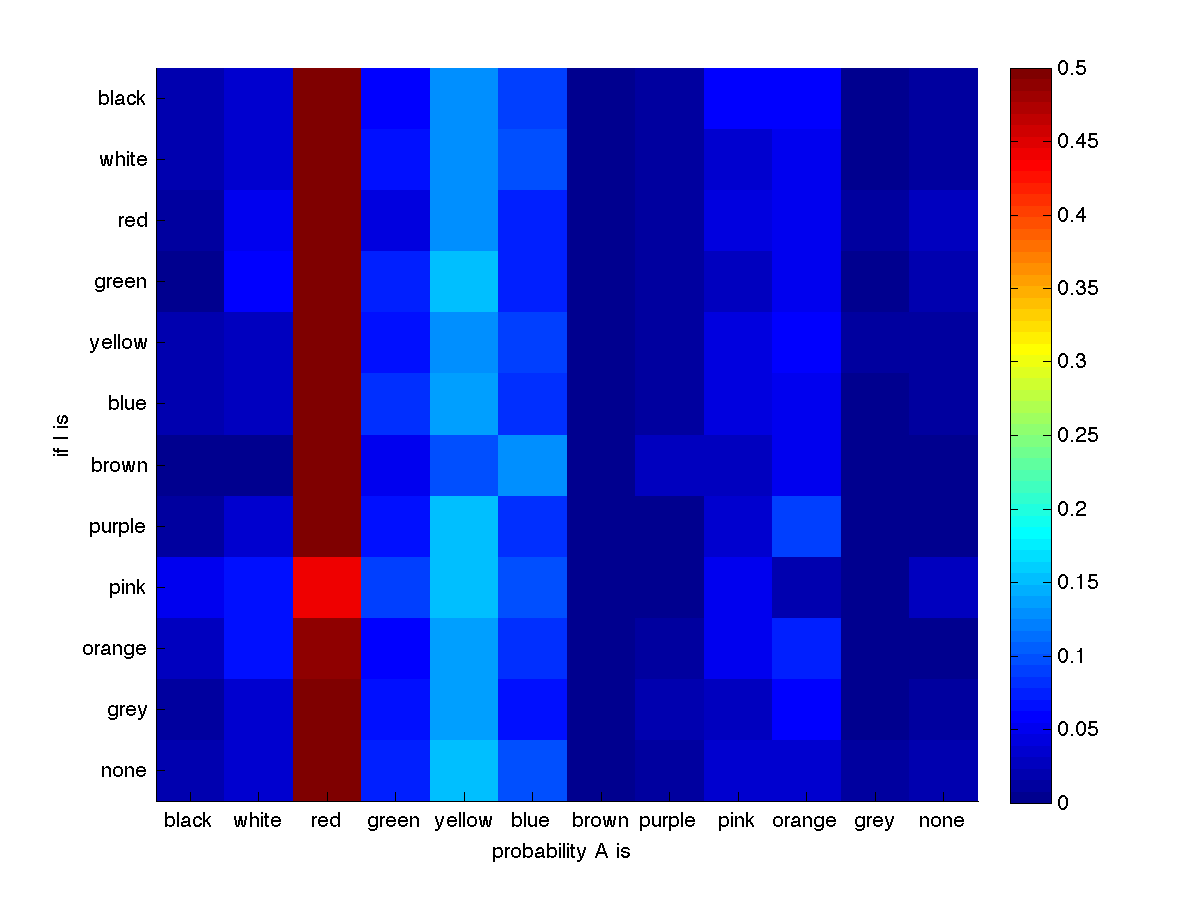 black
white
red
green
yellow
blue
brown
purple
pink
orange
grey
none
if I is
black white red green yellow blue brown purple pink orange grey none
probability A is
0.5
0.45
0.4
0.35
0.3
0.25
0.2
0.15
0.1
0.05
0